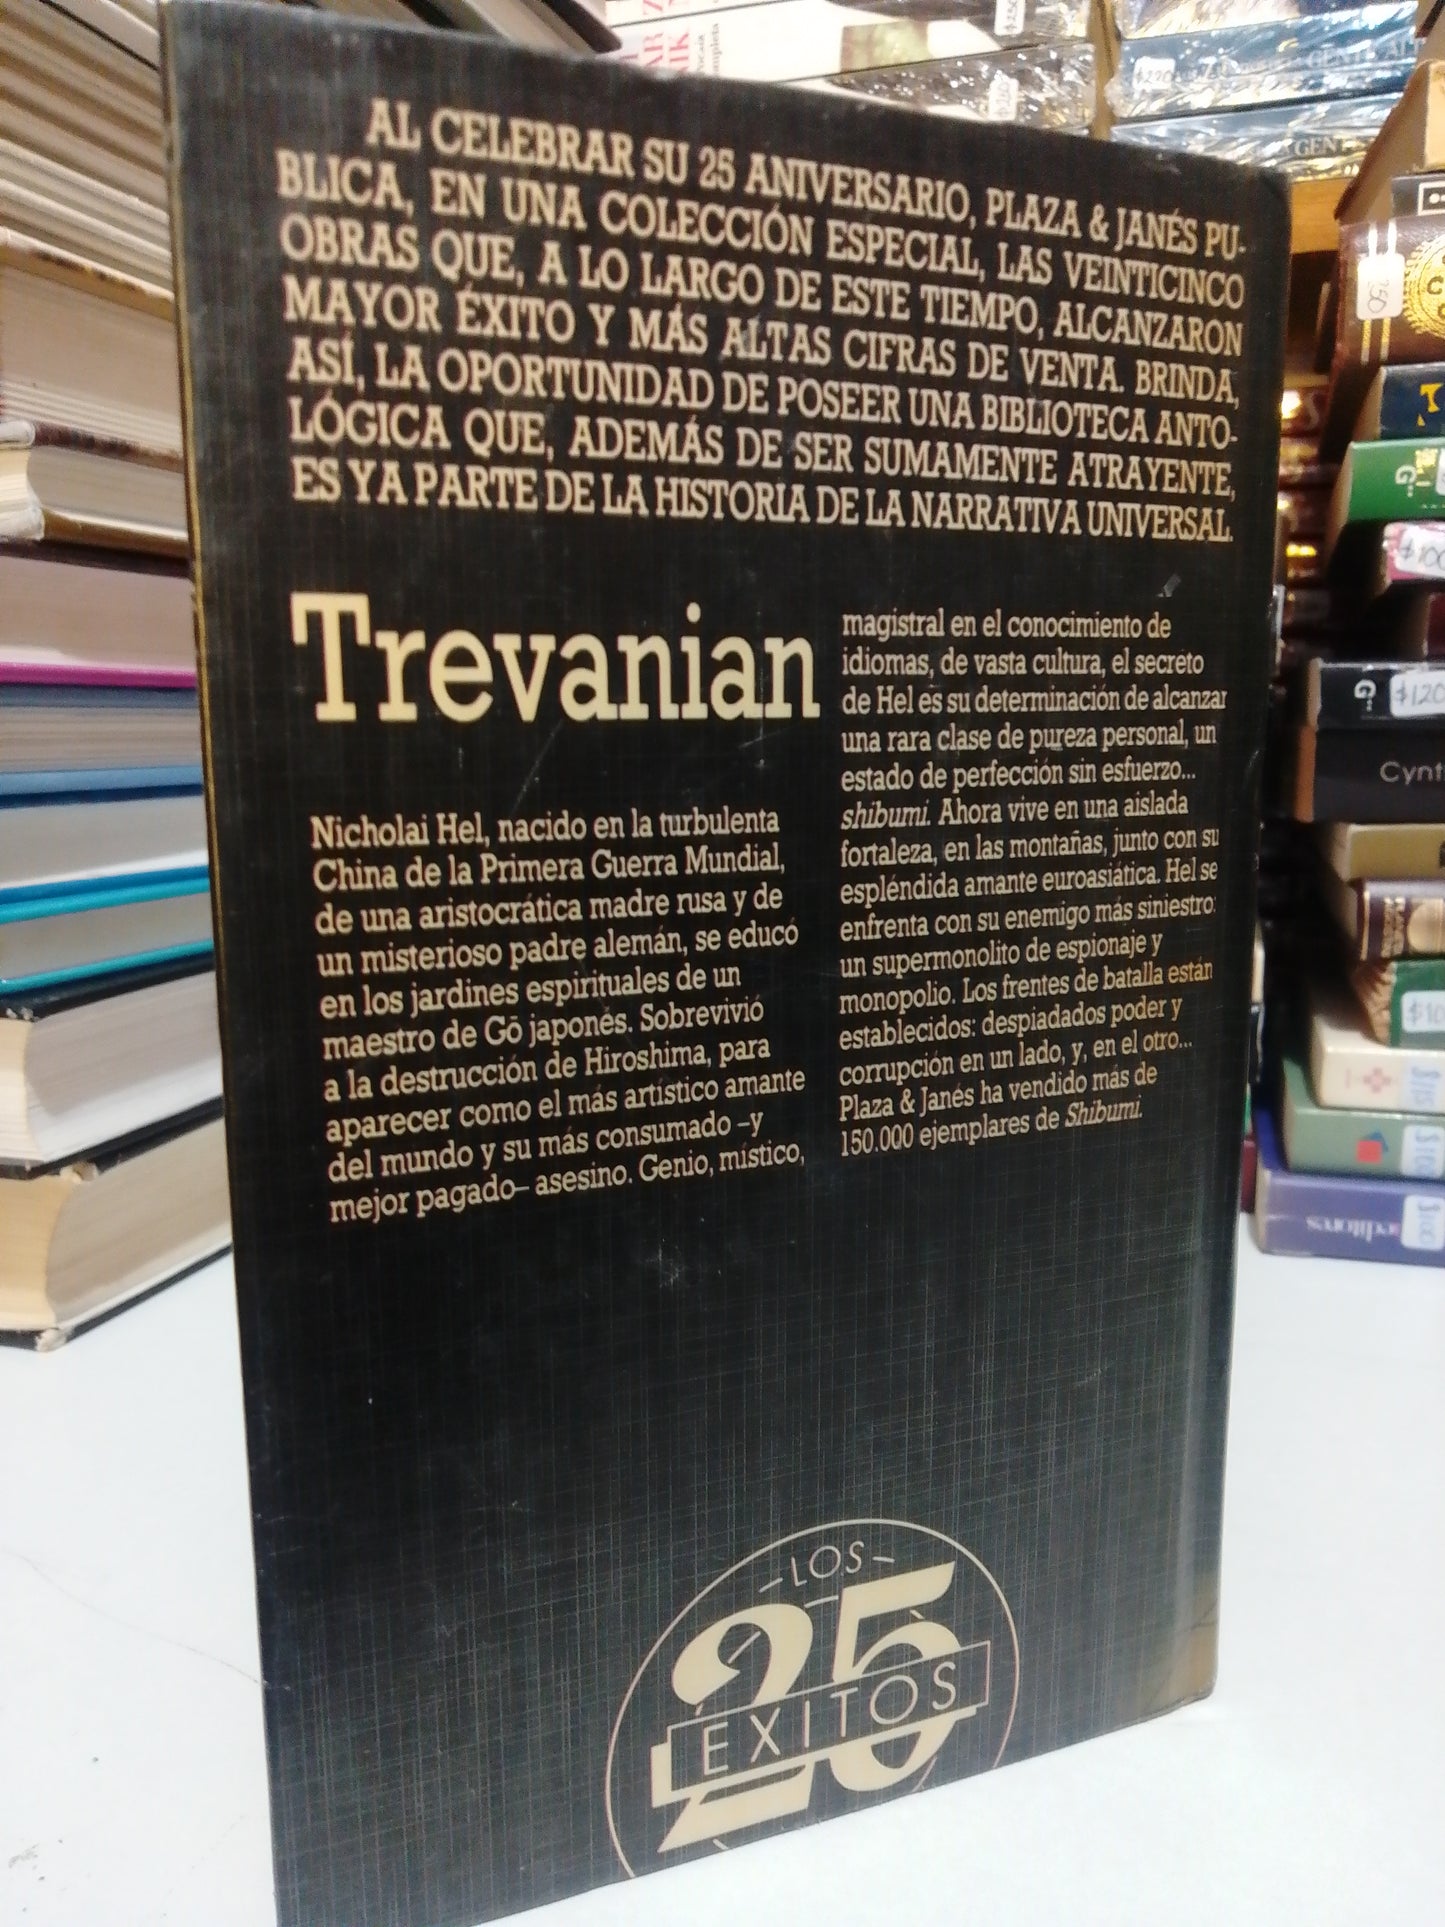 AL CELEBRAR SU 25 ANIVERSARIO, PLAZA & JANÉS PU-
BLICA, EN UNA COLECCIÓN ESPECIAL, LAS VEINTICINCO
OBRAS QUE, A LO LARGO DE ESTE TIEMPO, ALCANZARON
MAYOR ÉXITO Y MÁS ALTAS CIFRAS DE VENTA. BRINDA,
ASÍ, LA OPORTUNIDAD DE POSEER UNA BIBLIOTECA ANTO-
LÓGICA QUE, ADEMÁS DE SER SUMAMENTE ATRAYENTE,
ES YA PARTE DE LA HISTORIA DE LA NARRATIVA UNIVERSAL.
Trevanian
Nicholai Hel, nacido en la turbulenta
China de la Primera Guerra Mundial,
de una aristocrática madre rusa y de
un misterioso padre alemán, se educó
en los jardines espirituales de un
maestro de Gō japonés. Sobrevivió
a la destrucción de Hiroshima, para
aparecer como el más artístico amante
del mundo y su más consumado –y
mejor pagado– asesino. Genio, místico,
magistral en el conocimiento de
idiomas, de vasta cultura, el secreto
de Hel es su determinación de alcanzar
una rara clase de pureza personal, un
estado de perfección sin esfuerzo...
shibumi. Ahora vive en una aislada
fortaleza, en las montañas, junto con su
espléndida amante euroasiática. Hel se
enfrenta con su enemigo más siniestro:
un supermonolito de espionaje y
monopolio. Los frentes de batalla están
establecidos: despiadados poder y
corrupción en un lado, y, en el otro...
Plaza & Janés ha vendido más de
150.000 ejemplares de Shibumi.
–LOS–
25
ÉXITOS
$120
Cynt
$100
$115
$100
editores